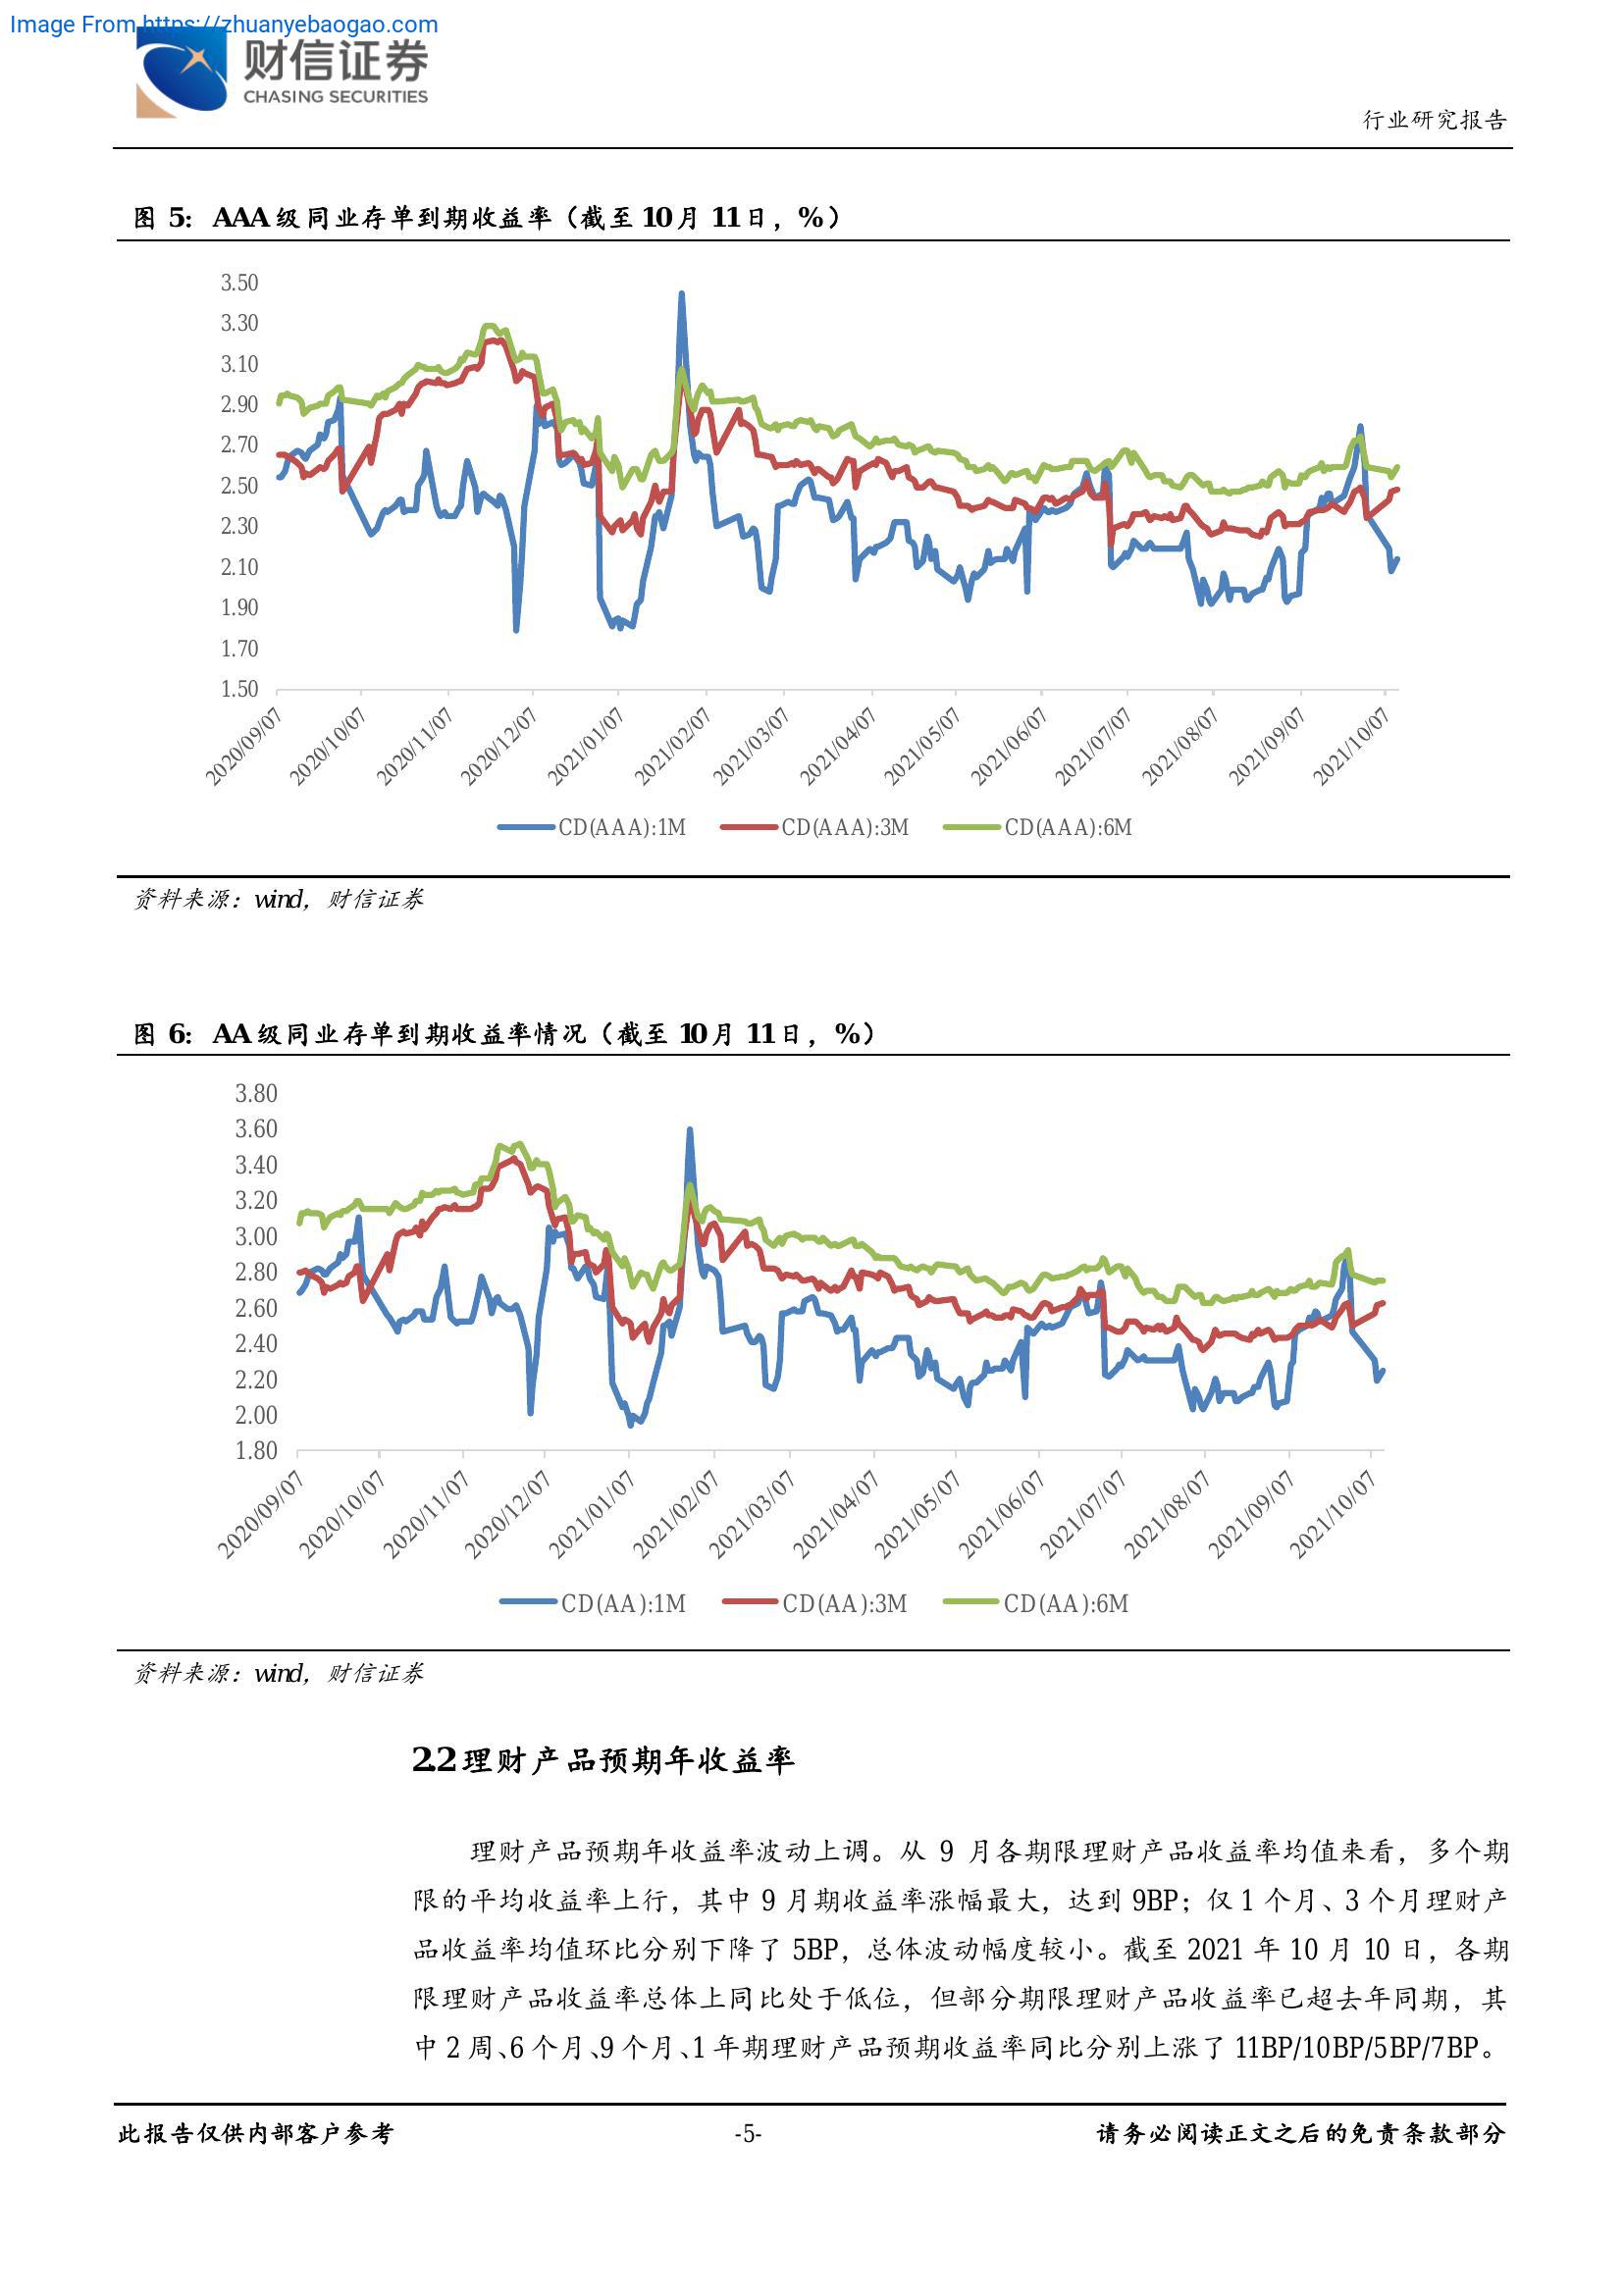 Image From https://zhuanyebaogao.com
财信证券
CHASING SECURITIES
行业研究报告
图 5: AAA 级同业存单到期收益率（截至 10 月 11 日，%）
3.50
3.30
3.10
2.90
2.70
2.50
2.30
2.10
1.90
1.70
1.50
2020/09/07
2020/10/07
2020/11/07
2020/12/07
2021/01/07
2021/02/07
2021/03/07
2021/04/07
2021/05/07
2021/06/07
2021/07/07
2021/08/07
2021/09/07
2021/10/07
CD(AAA):1M CD(AAA):3M CD(AAA):6M
资料来源：wind，财信证券
图 6: AA 级同业存单到期收益率情况（截至 10 月 11 日，%）
3.80
3.60
3.40
3.20
3.00
2.80
2.60
2.40
2.20
2.00
1.80
2020/09/07
2020/10/07
2020/11/07
2020/12/07
2021/01/07
2021/02/07
2021/03/07
2021/04/07
2021/05/07
2021/06/07
2021/07/07
2021/08/07
2021/09/07
2021/10/07
CD(AA):1M CD(AA):3M CD(AA):6M
资料来源：wind，财信证券
2.2 理财产品预期年收益率
理财产品预期年收益率波动上调。从 9 月各期限理财产品收益率均值来看，多个期
限的平均收益率上行，其中 9 月期收益率涨幅最大，达到 9BP；仅 1 个月、3 个月理财产
品收益率均值环比分别下降了 5BP，总体波动幅度较小。截至 2021 年 10 月 10 日，各期
限理财产品收益率总体上同比处于低位，但部分期限理财产品收益率已超去年同期，其
中 2 周、6 个月、9 个月、1 年期理财产品预期收益率同比分别上涨了 11BP/10BP/5BP/7BP。
此报告仅供内部客户参考 -5- 请务必阅读正文之后的免责条款部分